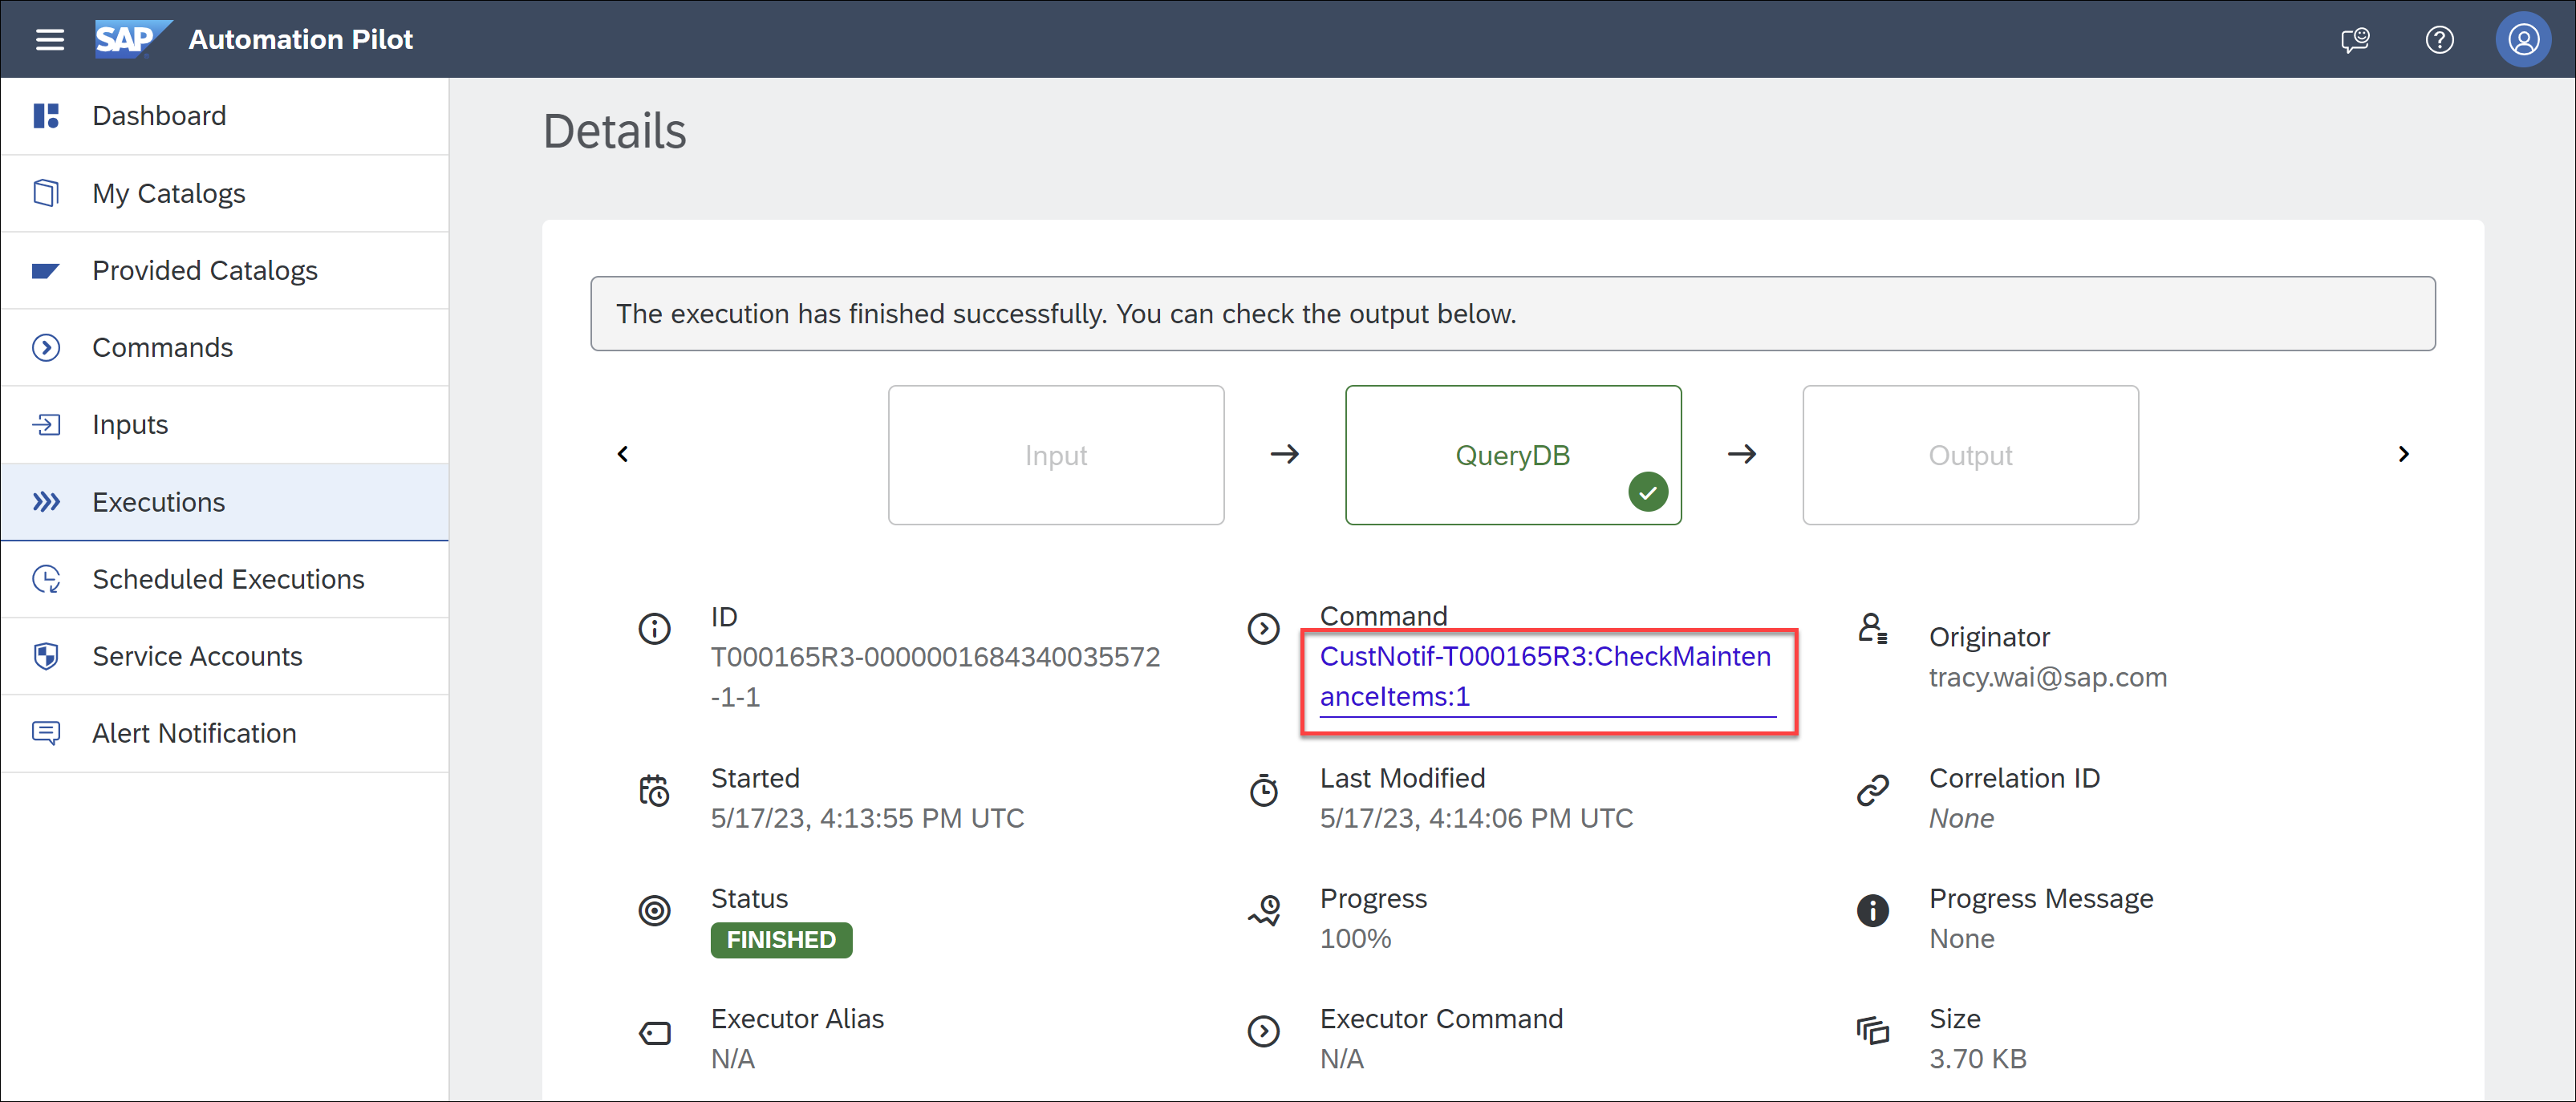 SAP Automation Pilot
Dashboard
My Catalogs
Provided Catalogs
Commands
Inputs
Executions
Scheduled Executions
Service Accounts
Alert Notification
Details
The execution has finished successfully. You can check the output below.
Input
QueryDB
Output
ID
T000165R3-0000001684340035572
-1-1
Command
CustNotif-T000165R3:CheckMainten
anceItems:1
Originator
tracy.wai@sap.com
Started
5/17/23, 4:13:55 PM UTC
Last Modified
5/17/23, 4:14:06 PM UTC
Correlation ID
None
Status
FINISHED
Progress
100%
Progress Message
None
Executor Alias
N/A
Executor Command
N/A
Size
3.70 KB